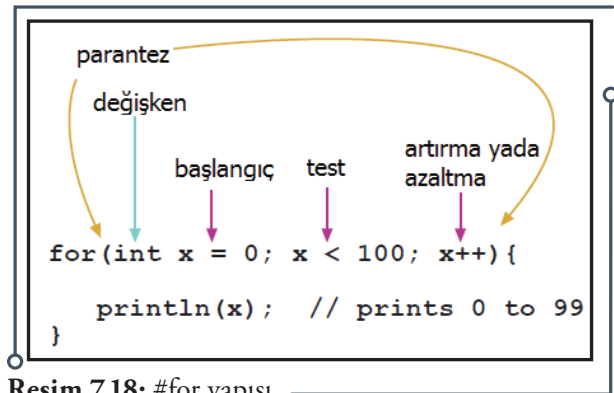 parantez
değişken
başlangıç test artırma yada
azaltma
for(int x = 0; x < 100; x++){
println(x); // prints 0 to 99
}
Resim 7.18: #for yapısı